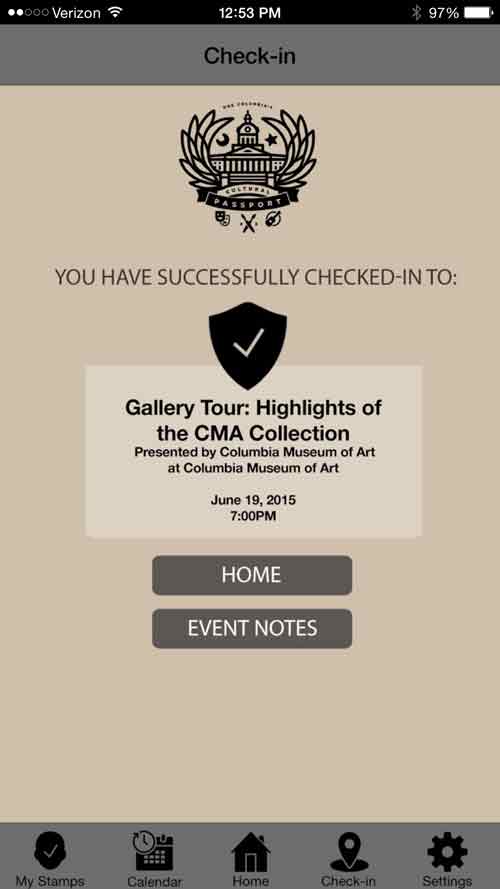 Verizon 12:53 PM 97%
Check-in
ONE COLUMBIA'S
CULTURAL
PASSPORT
YOU HAVE SUCCESSFULLY CHECKED-IN TO:
Gallery Tour: Highlights of
the CMA Collection
Presented by Columbia Museum of Art
at Columbia Museum of Art
June 19, 2015
7:00PM
HOME
EVENT NOTES
My Stamps Calendar Home Check-in Settings